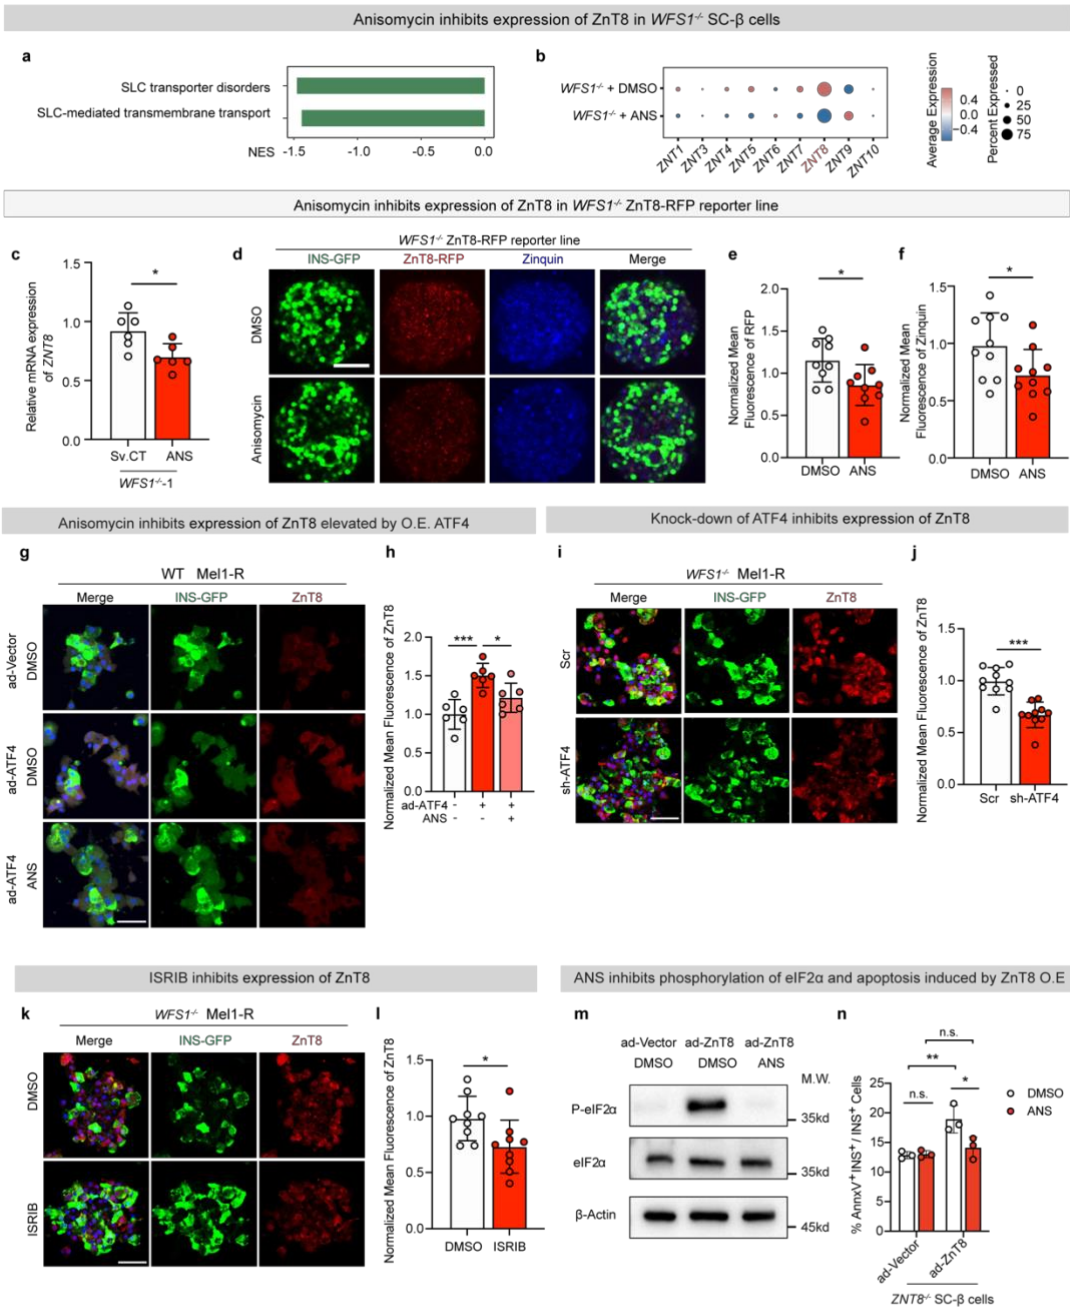 Anisomycin inhibits expression of ZnT8 in WFS1-/- SC-β cells
a
SLC transporter disorders
SLC-mediated transmembrane transport
NES
-1.5 -1.0 -0.5 0.0
b
WFS1-/- + DMSO
WFS1-/- + ANS
ZNT1 ZNT3 ZNT4 ZNT5 ZNT6 ZNT7 ZNT8 ZNT9 ZNT10
Average Expression
0.4
0.0
-0.4
Percent Expressed
0
25
50
75
Anisomycin inhibits expression of ZnT8 in WFS1-/- ZnT8-RFP reporter line
c
Relative mRNA expression
of ZNT8
1.5
1.0
0.5
0.0
*
Sv.CT ANS
WFS1-/--1
d
WFS1-/- ZnT8-RFP reporter line
INS-GFP ZnT8-RFP Zinquin Merge
DMSO
Anisomycin
e
Normalized Mean
Fluorescence of RFP
2.0
1.5
1.0
0.5
0.0
*
DMSO ANS
f
Normalized Mean
Fluorescence of Zinquin
1.5
1.0
0.5
0.0
*
DMSO ANS
Anisomycin inhibits expression of ZnT8 elevated by O.E. ATF4
g
WT Mel1-R
Merge INS-GFP ZnT8
ad-Vector
DMSO
ad-ATF4
DMSO
ad-ATF4
ANS
h
Normalized Mean Fluorescence of ZnT8
2.0
1.5
1.0
0.5
0.0
*** *
ad-ATF4 - + +
ANS - - +
Knock-down of ATF4 inhibits expression of ZnT8
i
WFS1-/- Mel1-R
Merge INS-GFP ZnT8
Scr
sh-ATF4
j
Normalized Mean Fluorescence of ZnT8
1.5
1.0
0.5
0.0
***
Scr sh-ATF4
ISRIB inhibits expression of ZnT8
k
WFS1-/- Mel1-R
Merge INS-GFP ZnT8
DMSO
ISRIB
l
Normalized Mean Fluorescence of ZnT8
1.5
1.0
0.5
0.0
*
DMSO ISRIB
ANS inhibits phosphorylation of eIF2α and apoptosis induced by ZnT8 O.E
m
ad-Vector ad-ZnT8 ad-ZnT8
DMSO DMSO ANS
M.W.
P-eIF2α
35kd
eIF2α
35kd
β-Actin
45kd
n
% AnnxV+INS+ / INS+ Cells
25
20
15
10
5
0
n.s.
**
n.s. *
DMSO
ANS
ad-Vector ad-ZnT8
ZNT8-/- SC-β cells